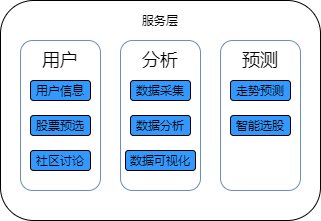 服务层
用户
用户信息
股票预选
社区讨论
分析
数据采集
数据分析
数据可视化
预测
走势预测
智能选股